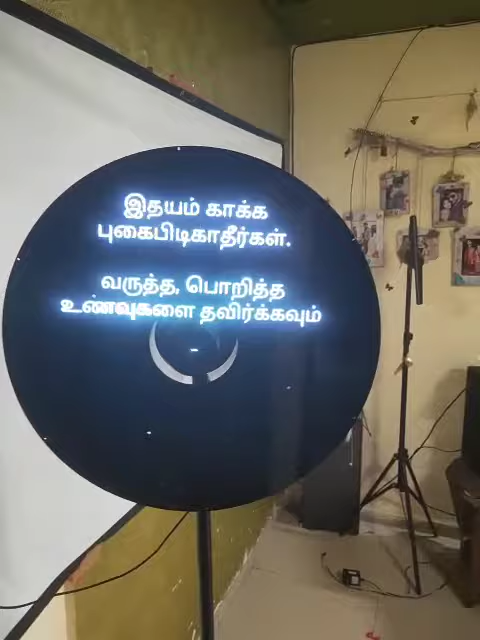 இதயம் காக்க
புகைபிடிகாதீர்கள்.
வருத்த, பொறித்த
உணவுகளை தவிர்க்கவும்